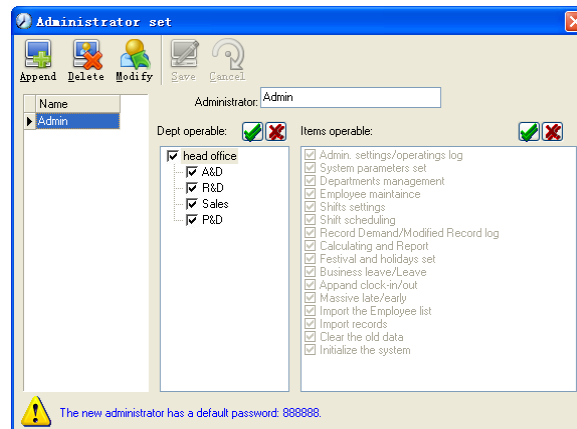 Administrator set
Append Delete Modify Save Cancel
Name
Admin
Administrator: Admin
Dept operable:
head office
A&D
R&D
Sales
P&D
Items operable:
Admin. settings/operatings log
System parameters set
Departments management
Employee maintaince
Shifts settings
Shift scheduling
Record Demand/Modified Record log
Calculating and Report
Festival and holidays set
Business leave/Leave
Appand clock-in/out
Massive late/early
Import the Employee list
Import records
Clear the old data
Initialize the system
The new administrator has a default password: 888888.